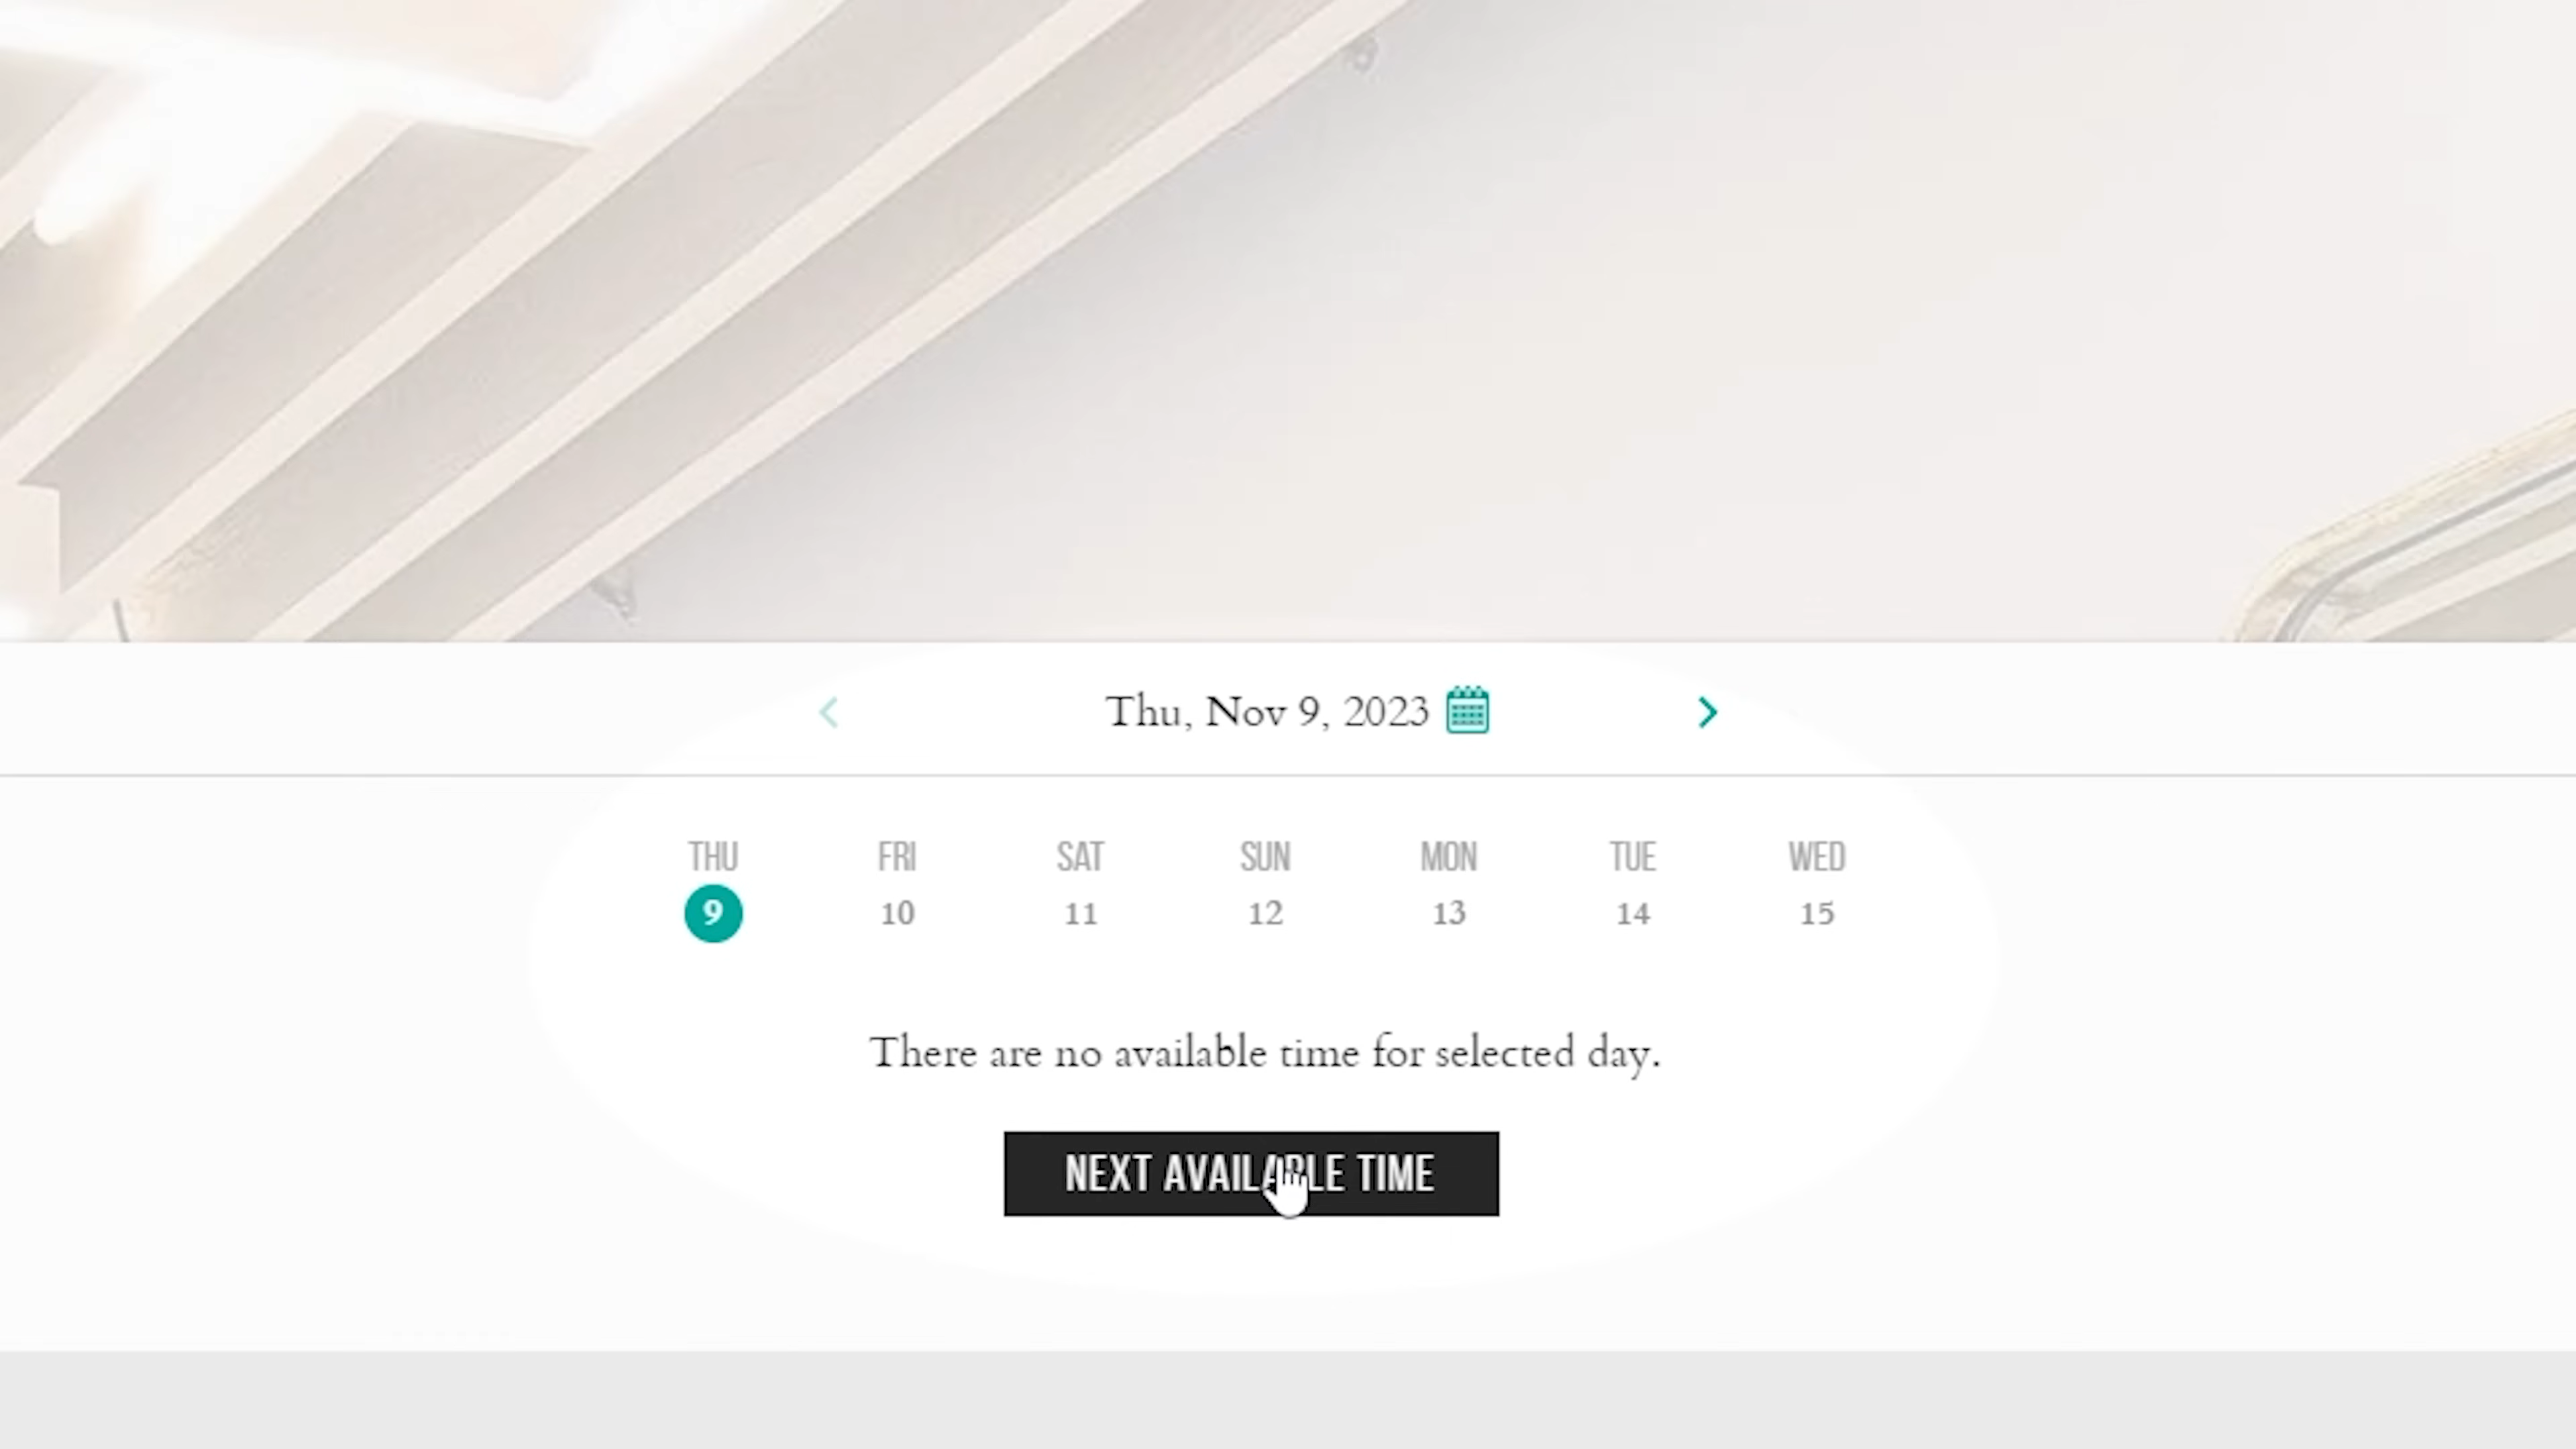 Thu, Nov 9, 2023
THU FRI SAT SUN MON TUE WED
9 10 11 12 13 14 15
There are no available time for selected day.
NEXT AVAILABLE TIME